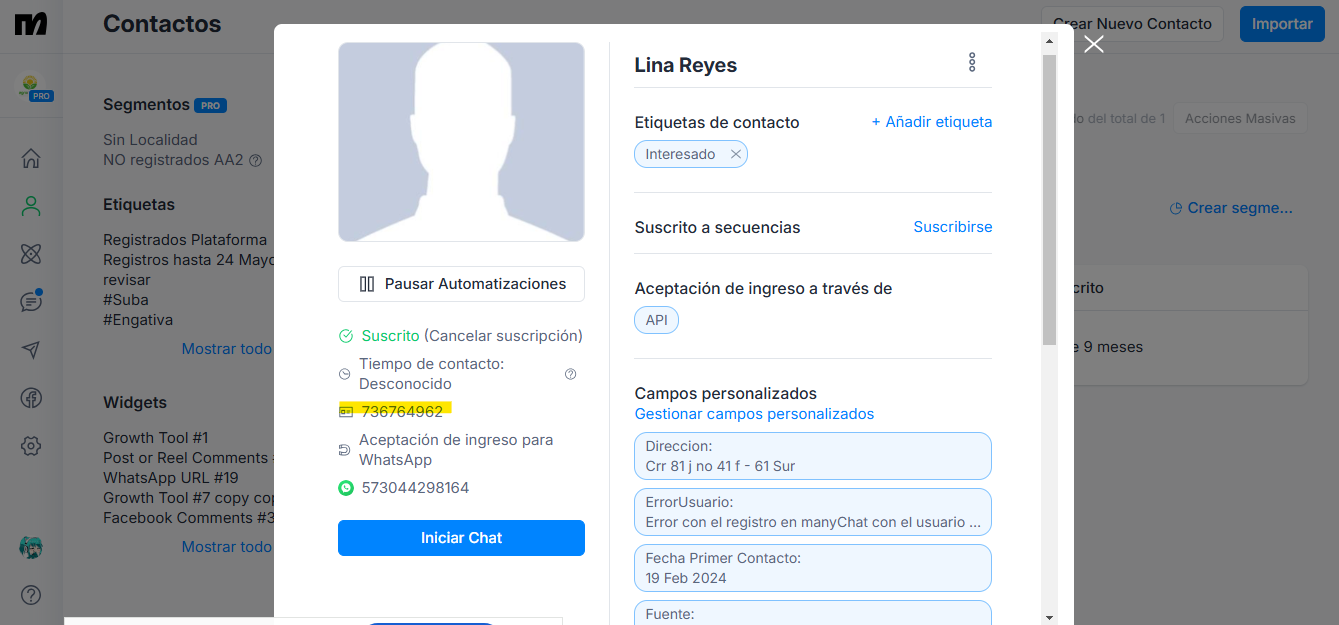 Contactos
Crear Nuevo Contacto
Importar
PRO
Segmentos PRO
Sin Localidad
NO registrados AA2
Etiquetas
Registrados Plataforma
Registros hasta 24 Mayo
revisar
#Suba
#Engativa
Mostrar todo
Widgets
Growth Tool #1
Post or Reel Comments
WhatsApp URL #19
Growth Tool #7 copy cop
Facebook Comments #3
Mostrar todo
Pausar Automatizaciones
Suscrito (Cancelar suscripción)
Tiempo de contacto:
Desconocido
736764962
Aceptación de ingreso para
WhatsApp
573044298164
Iniciar Chat
Lina Reyes
Etiquetas de contacto
+ Añadir etiqueta
Interesado
Suscrito a secuencias
Suscribirse
Aceptación de ingreso a través de
API
Campos personalizados
Gestionar campos personalizados
Direccion:
Crr 81 j no 41 f - 61 Sur
ErrorUsuario:
Error con el registro en manyChat con el usuario ...
Fecha Primer Contacto:
19 Feb 2024
Fuente:
do del total de 1
Acciones Masivas
Crear segme...
crito
e 9 meses